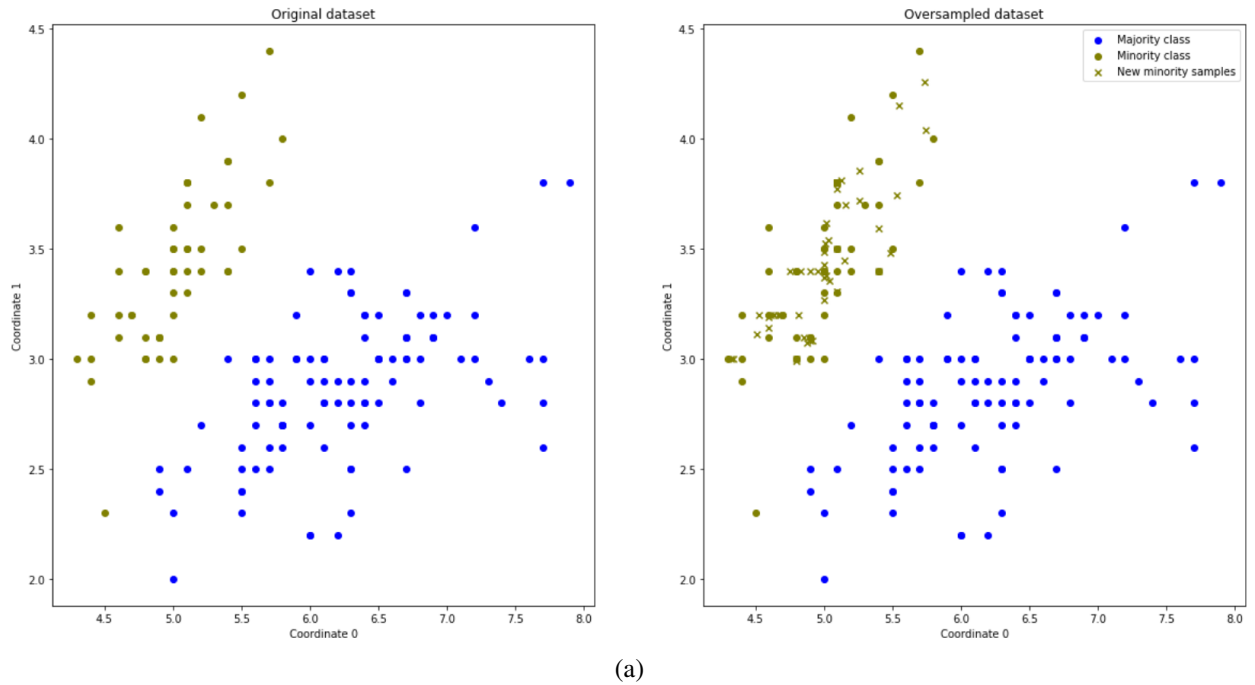 Original dataset
4.5
4.0
3.5
3.0
2.5
2.0
Coordinate 1
4.5 5.0 5.5 6.0 6.5 7.0 7.5 8.0
Coordinate 0
Oversampled dataset
Majority class
Minority class
New minority samples
4.5
4.0
3.5
3.0
2.5
2.0
Coordinate 1
4.5 5.0 5.5 6.0 6.5 7.0 7.5 8.0
Coordinate 0
(a)